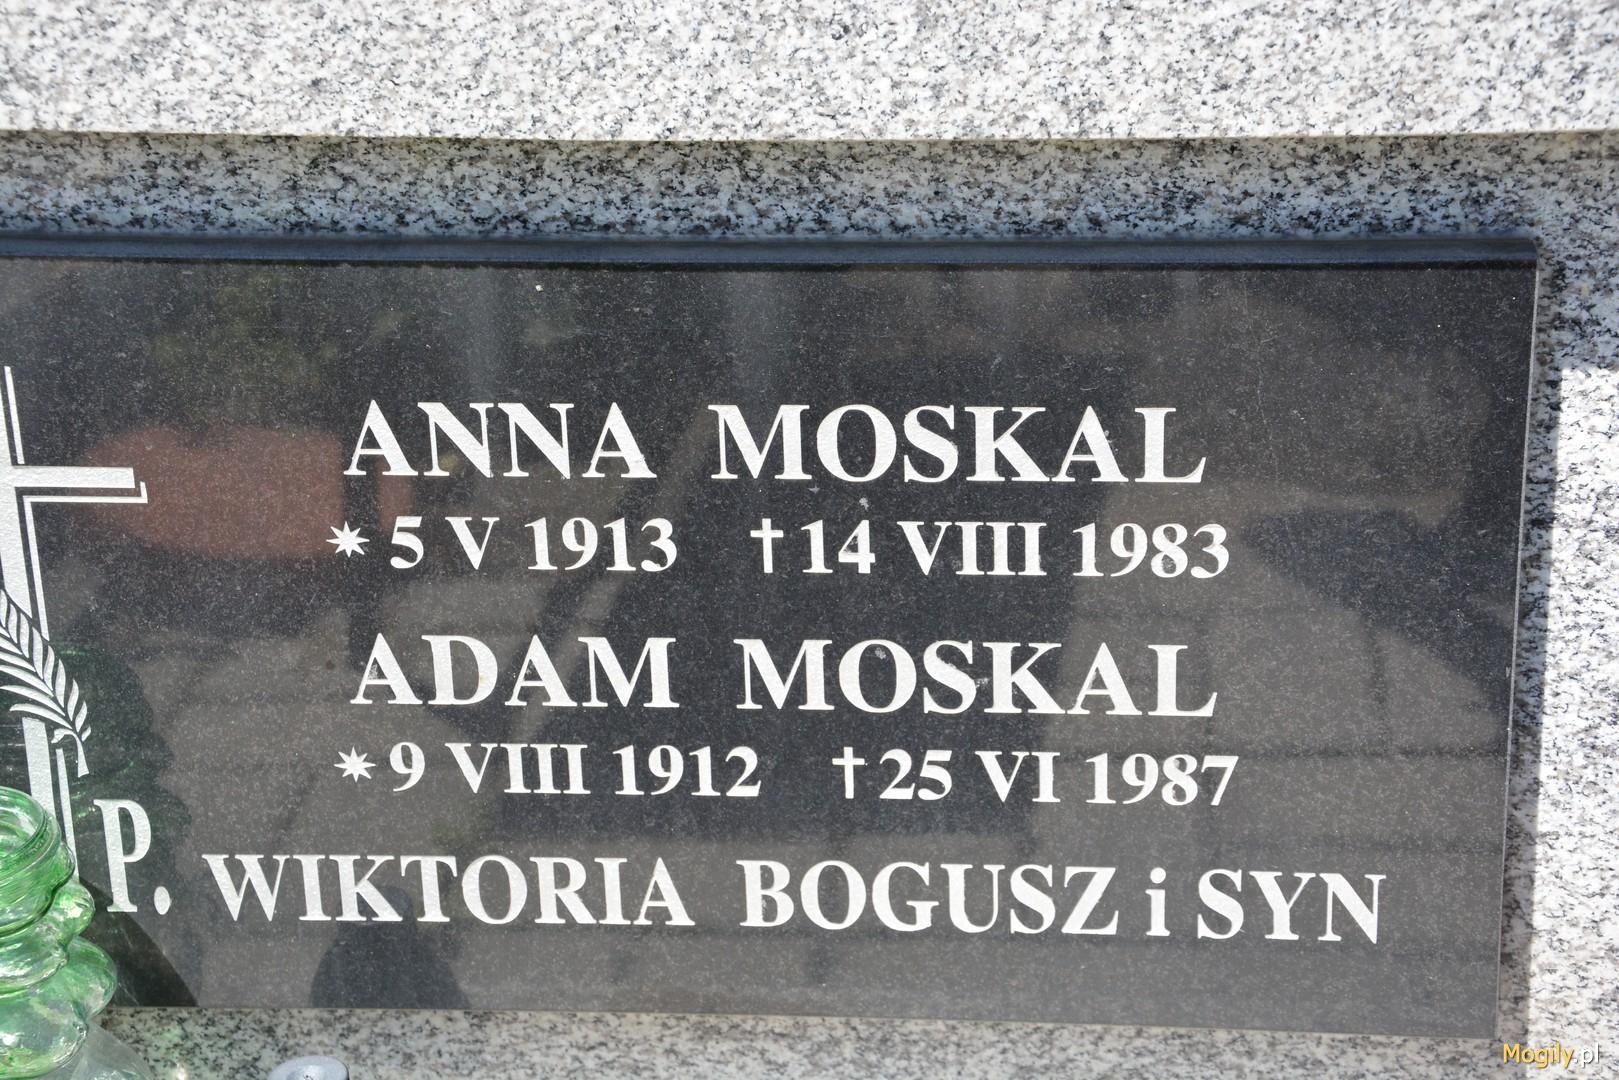 ANNA MOSKAL
✴ 5 V 1913 † 14 VIII 1983
ADAM MOSKAL
✴ 9 VIII 1912 † 25 VI 1987
P. WIKTORIA BOGUSZ i SYN
Mogily.pl